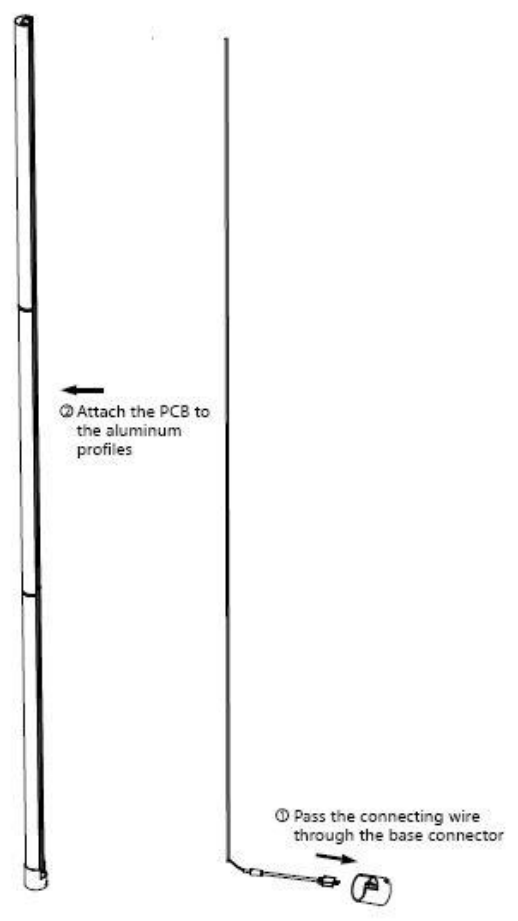 ② Attach the PCB to
the aluminum
profiles
① Pass the connecting wire
through the base connector